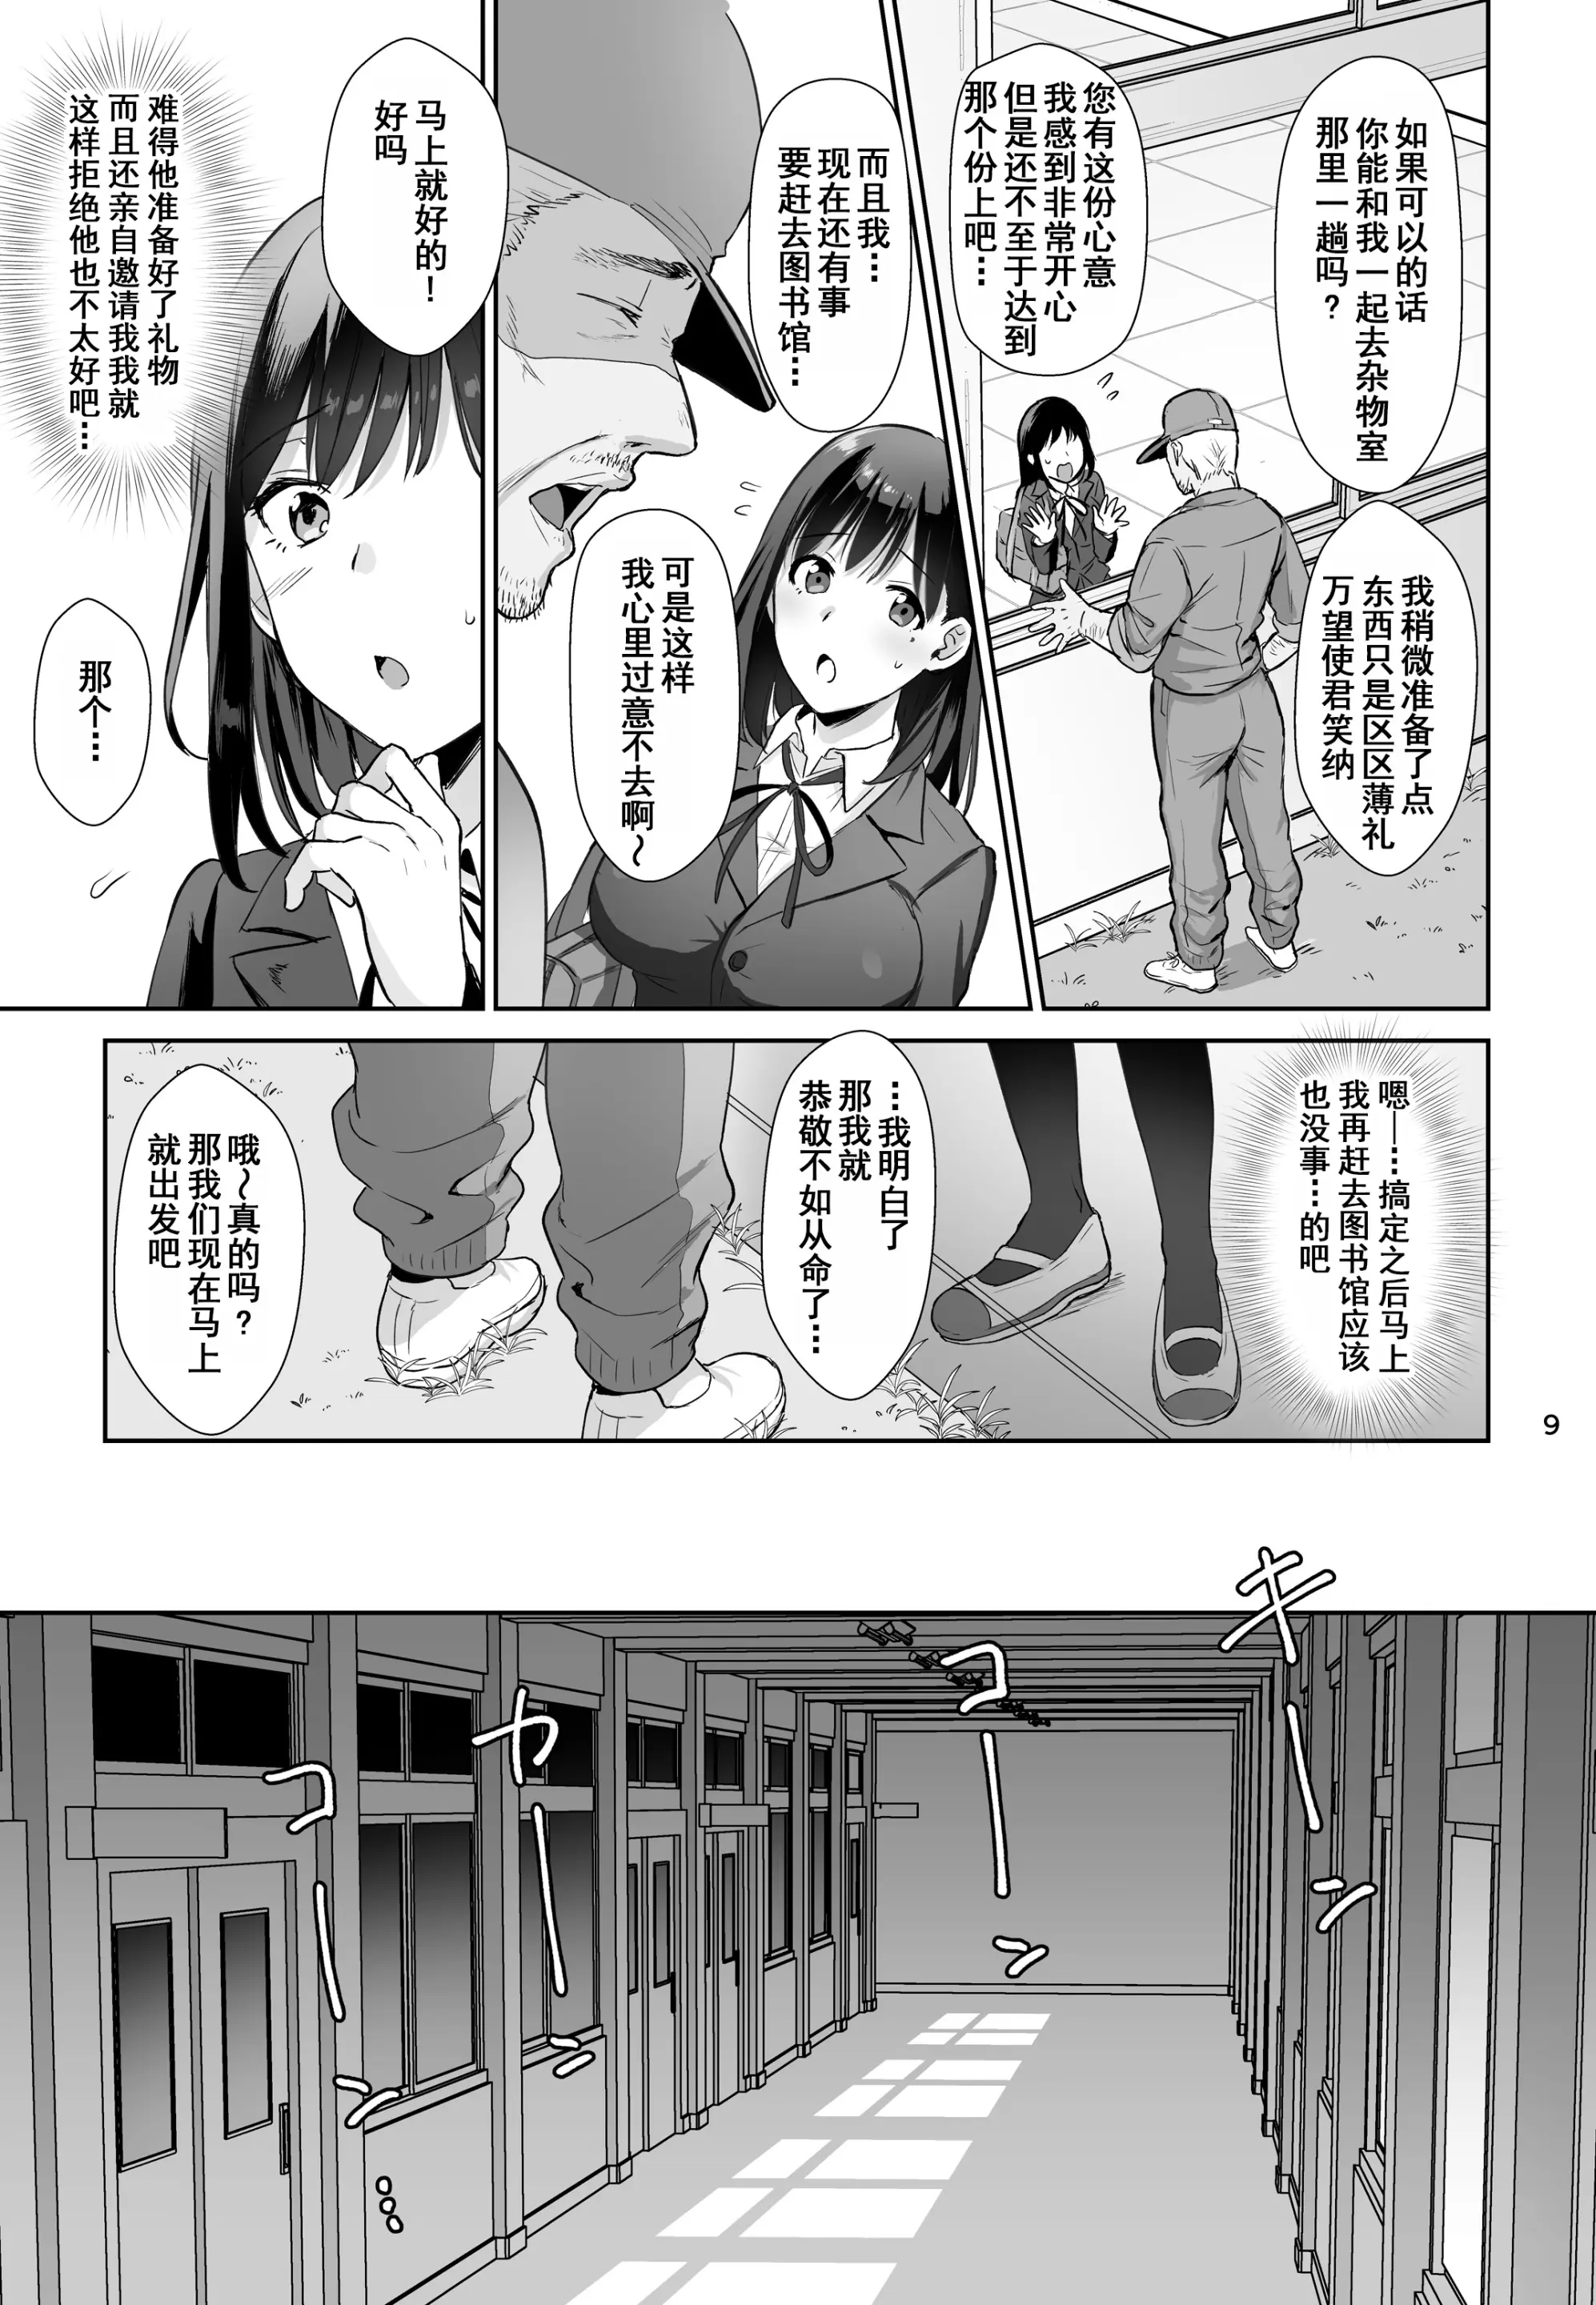 如果可以的话
你能和我一起去杂物室
那里一趟吗?
我稍微准备了点
东西只是区区薄礼
万望使君笑纳
您有这份心意
我感到非常开心
但是还不至于达到
那个份上吧…
而且我…
现在还有事
要赶去图书馆…
可是这样
我心里过意不去啊~
马上就好的!
好吗
难得他准备好了礼物
而且还亲自邀请我我就
这样拒绝他也不太好吧…
那个…
嗯—…搞定之后马上
我再赶去图书馆应该
也没事…的吧
…我明白了
那我就
恭敬不如从命了…
哦~真的吗?
那我们现在马上
就出发吧
9
キーン
コーン
カーン
コーン
…